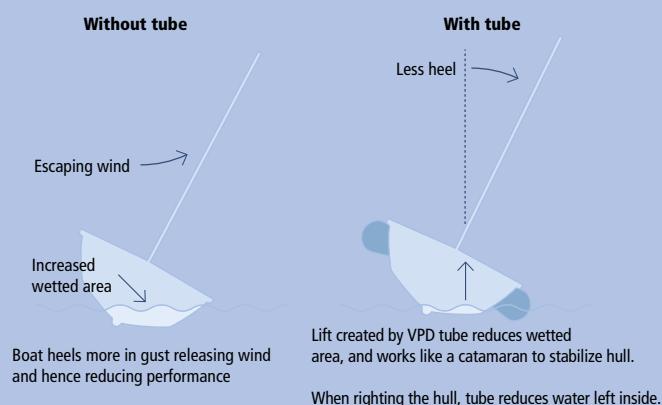 Without tube
Escaping wind
Increased
wetted area
Boat heels more in gust releasing wind
and hence reducing performance
With tube
Less heel
Lift created by VPD tube reduces wetted
area, and works like a catamaran to stabilize hull.
When righting the hull, tube reduces water left inside.